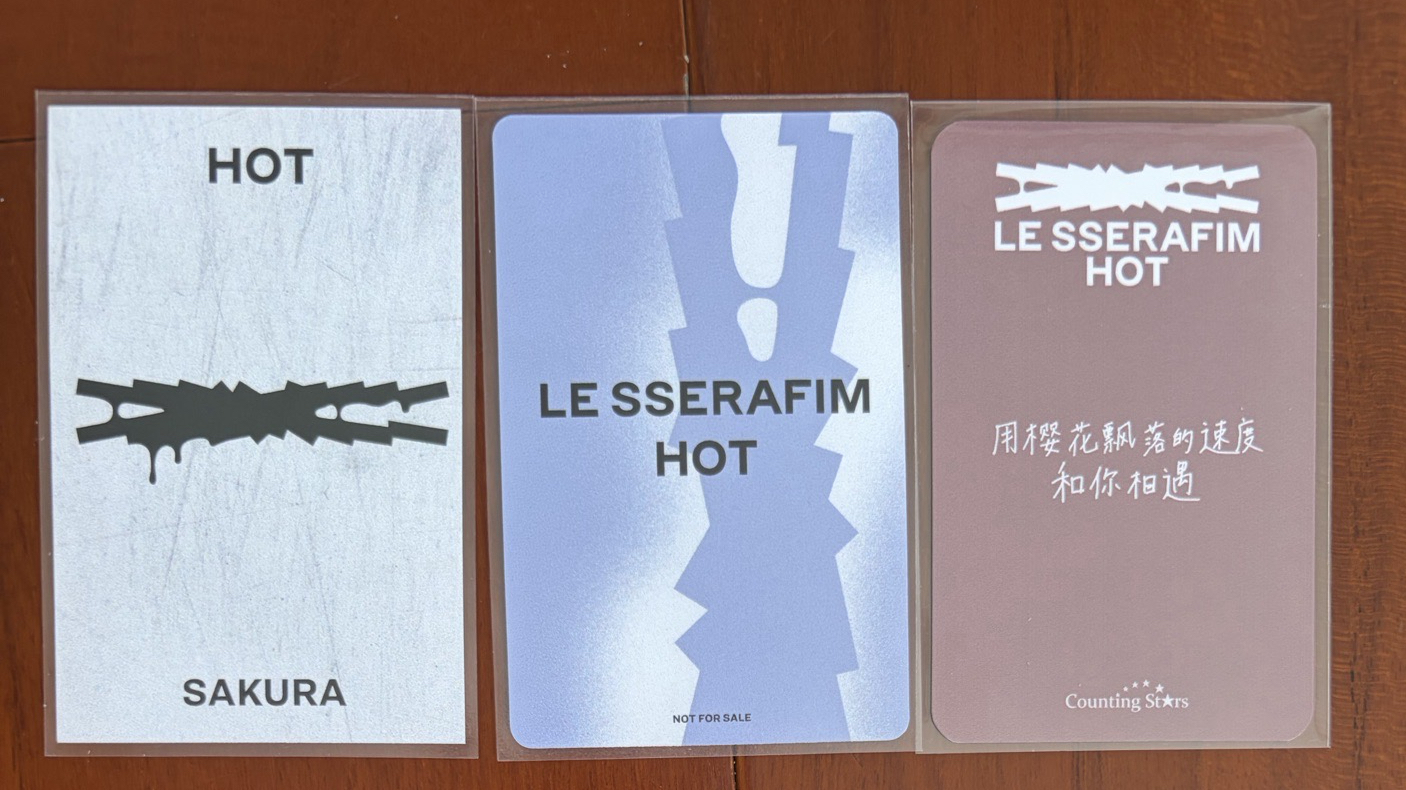 HOT
SAKURA
LE SSERAFIM
HOT
NOT FOR SALE
LE SSERAFIM
HOT
用樱花飘落的速度
和你相遇
Counting Stars